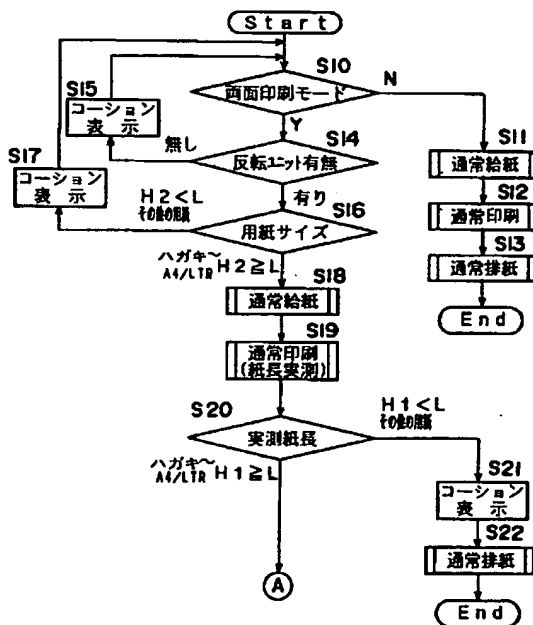 Start
S10
両面印刷モード
N
Y
S15
コーション
表示
無し
S14
反転ユニット有無
有り
S17
コーション
表示
H2<L
その他の用紙
S16
用紙サイズ
ハガキ~
A4/LTR
H2≧L
S11
通常給紙
S12
通常印刷
S13
通常排紙
End
S18
通常給紙
S19
通常印刷
(紙長実測)
S20
実測紙長
H1<L
その他の用紙
ハガキ~
A4/LTR
H1≧L
S21
コーション
表示
S22
通常排紙
End
A